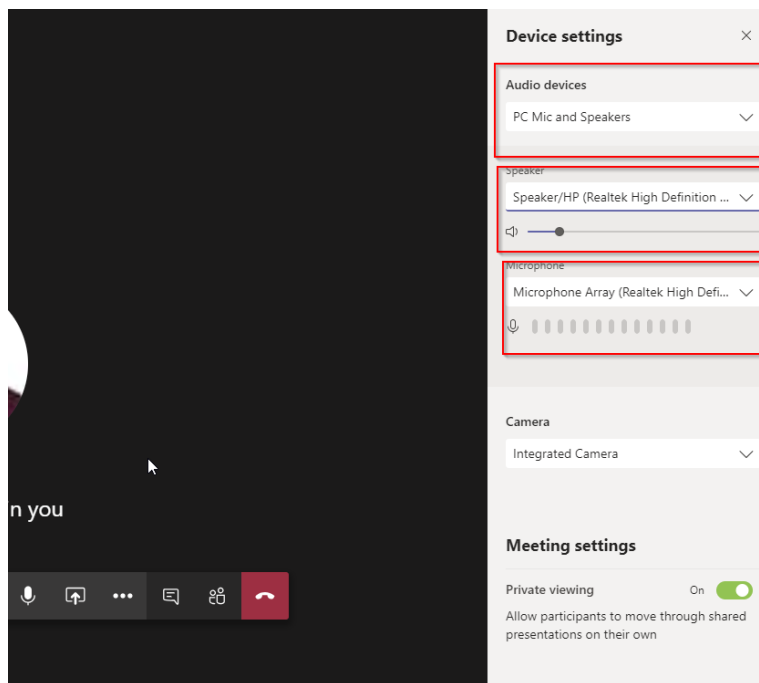 Device settings
Audio devices
PC Mic and Speakers
Speaker
Speaker/HP (Realtek High Definition ...
Microphone
Microphone Array (Realtek High Defi...
Camera
Integrated Camera
n you
Meeting settings
Private viewing On
Allow participants to move through shared
presentations on their own